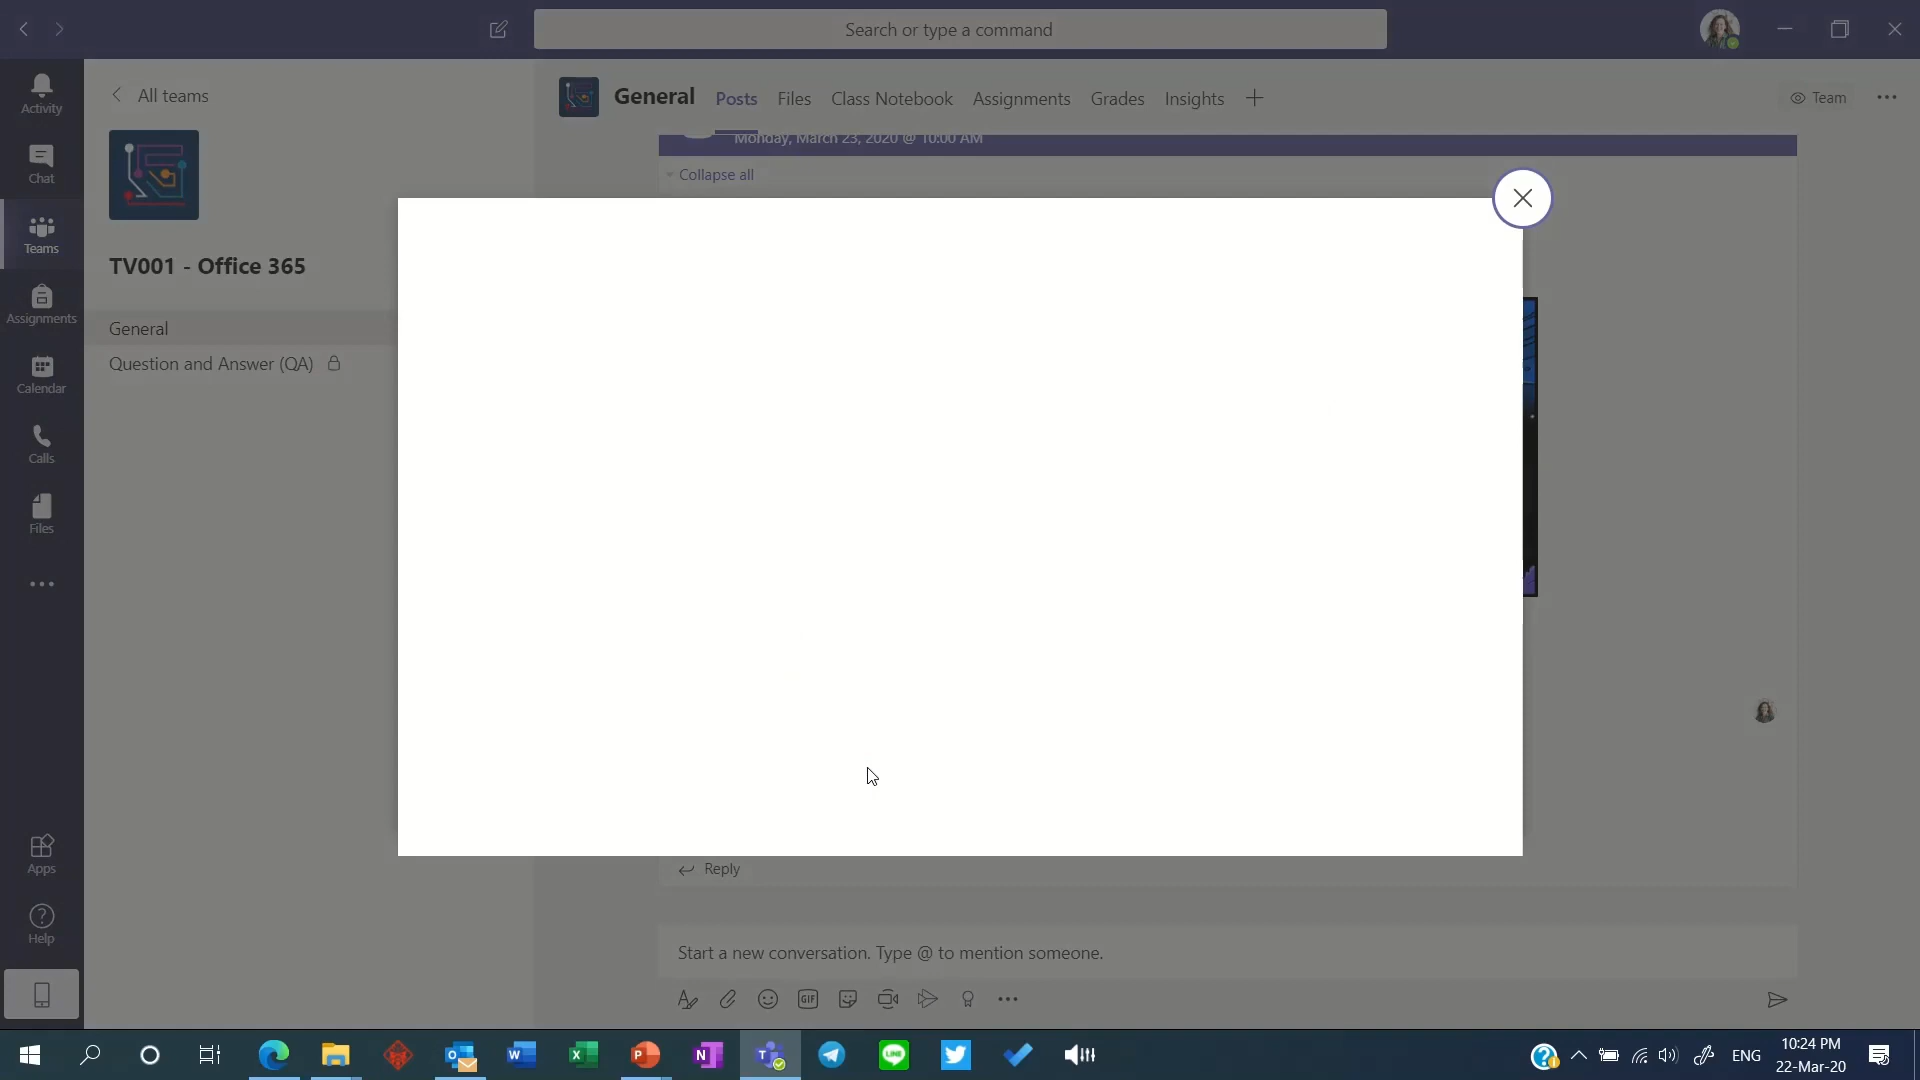 Search or type a command
Activity
Chat
Teams
Assignments
Calendar
Calls
Files
Apps
Help
All teams
TV001 - Office 365
General
Question and Answer (QA)
General Posts Files Class Notebook Assignments Grades Insights
Team
Monday, March 23, 2020 @ 10:00 AM
Collapse all
Reply
Start a new conversation. Type @ to mention someone.
GIF
ENG
10:24 PM
22-Mar-20